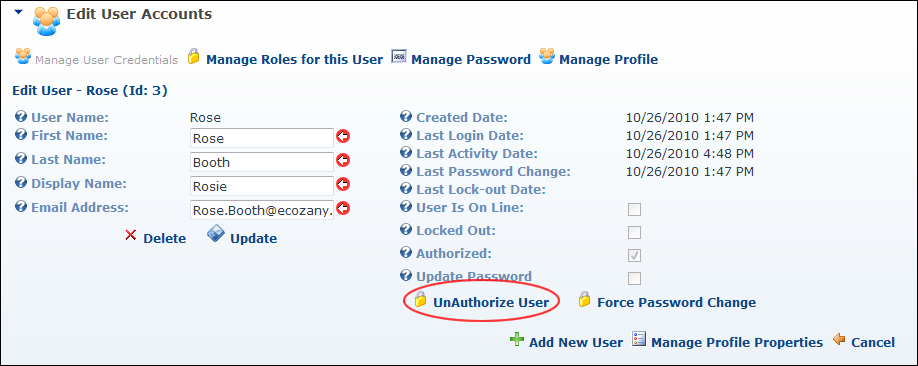 Edit User Accounts
Manage User Credentials Manage Roles for this User Manage Password Manage Profile
Edit User - Rose (Id: 3)
User Name: Rose
First Name: Rose
Last Name: Booth
Display Name: Rosie
Email Address: Rose.Booth@ecozany.
Delete Update
Created Date: 10/26/2010 1:47 PM
Last Login Date: 10/26/2010 1:47 PM
Last Activity Date: 10/26/2010 4:48 PM
Last Password Change: 10/26/2010 1:47 PM
Last Lock-out Date:
User Is On Line:
Locked Out:
Authorized:
Update Password
UnAuthorize User Force Password Change
Add New User Manage Profile Properties Cancel